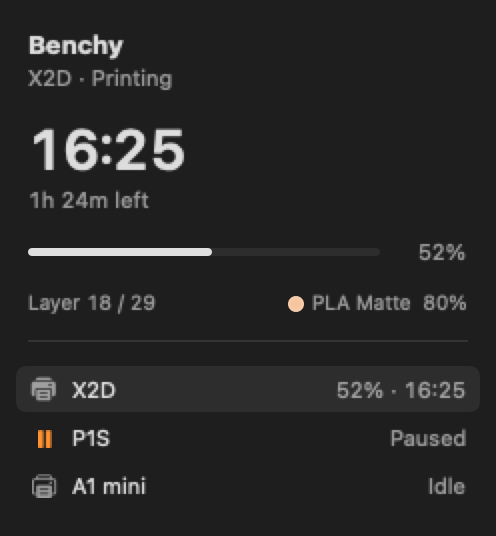 Benchy
X2D · Printing
16:25
1h 24m left
52%
Layer 18 / 29 PLA Matte 80%
X2D 52% · 16:25
P1S Paused
A1 mini Idle